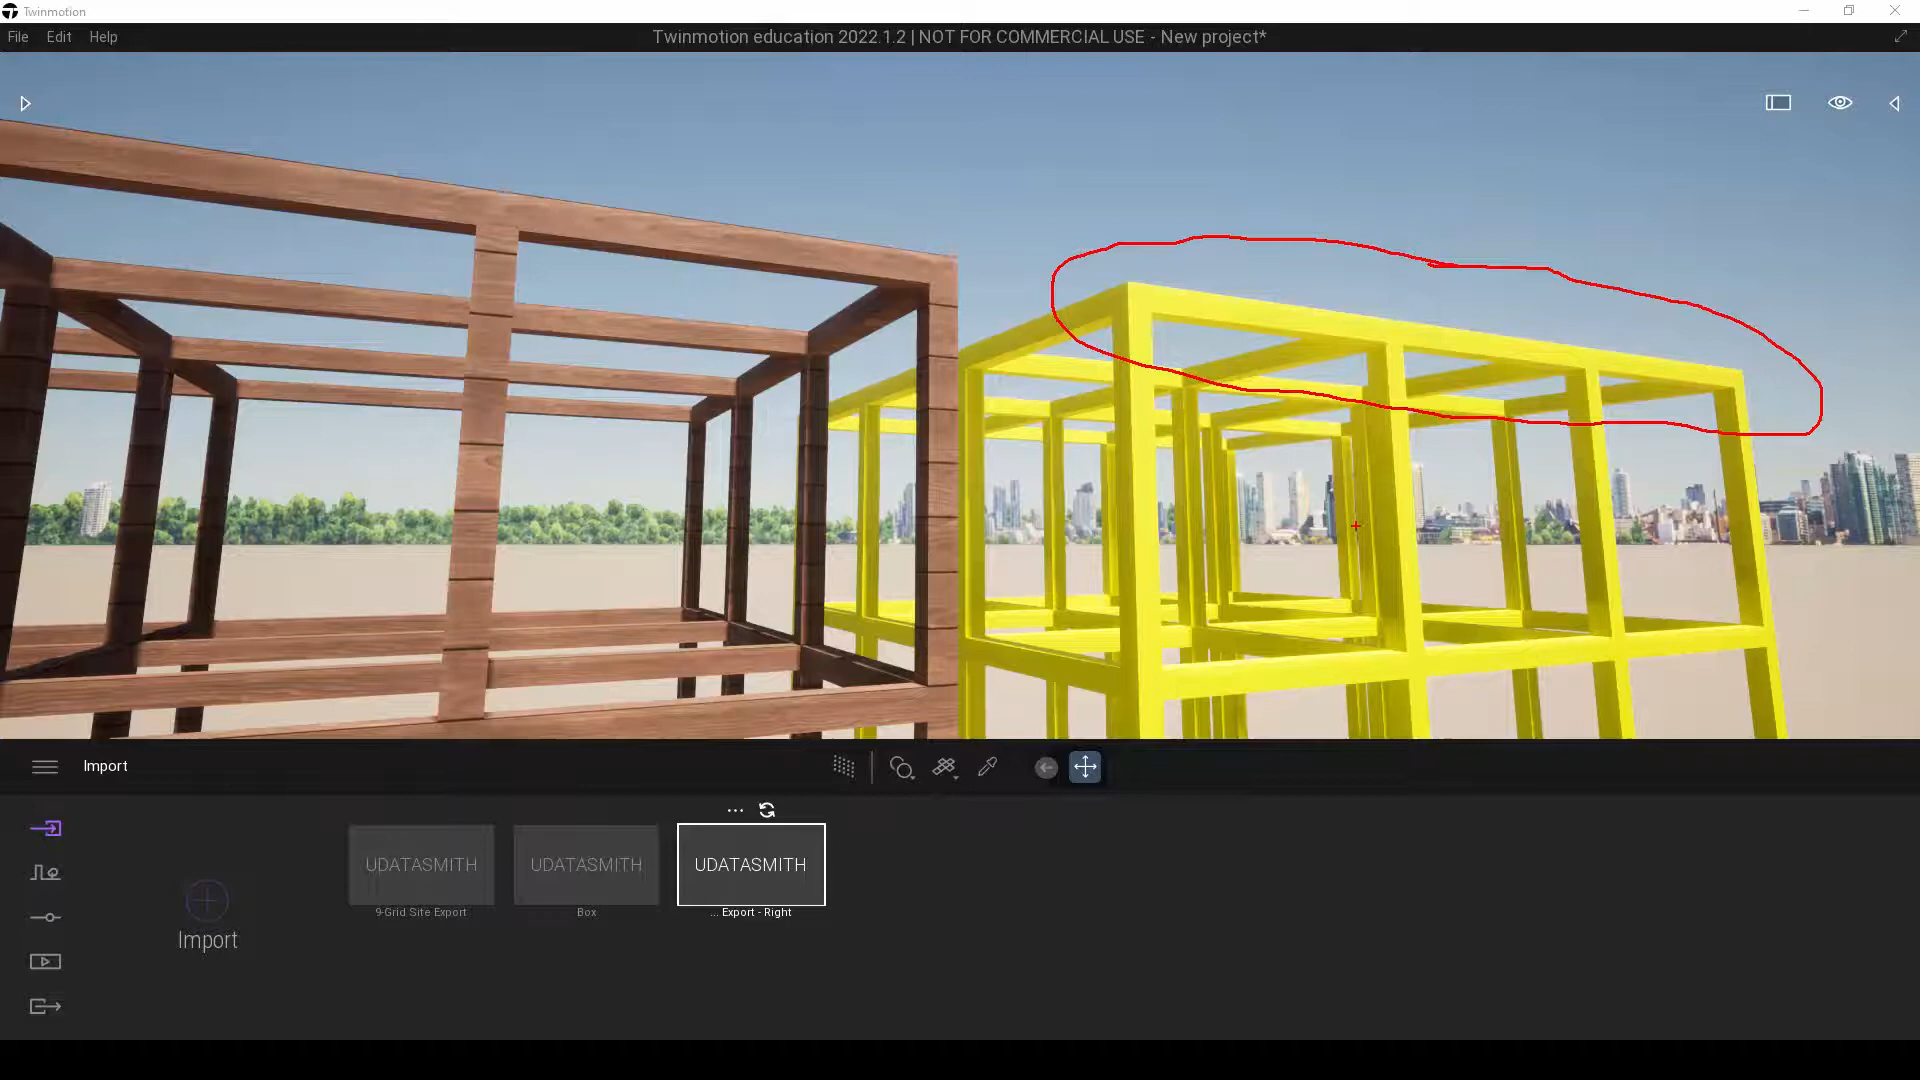 Twinmotion
File Edit Help
Twinmotion education 2022.1.2 | NOT FOR COMMERCIAL USE - New project*
Import
UDATASMITH UDATASMITH UDATASMITH
9-Grid Site Export Box ... Export - Right
Import